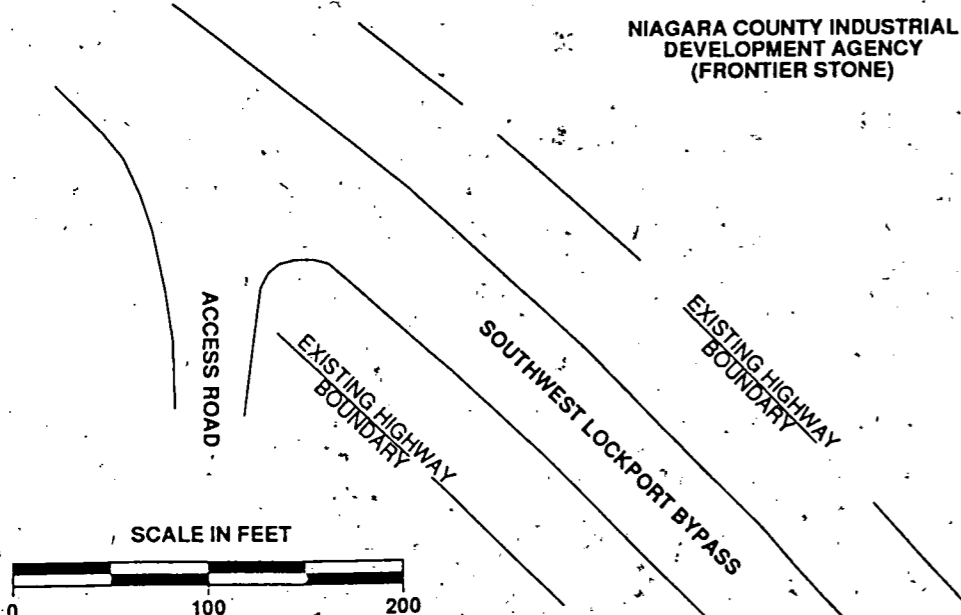 NIAGARA COUNTY INDUSTRIAL
DEVELOPMENT AGENCY
(FRONTIER STONE)
ACCESS ROAD
EXISTING HIGHWAY
BOUNDARY
SOUTHWEST LOCKPORT BYPASS
EXISTING HIGHWAY
BOUNDARY
SCALE IN FEET
0 100 200